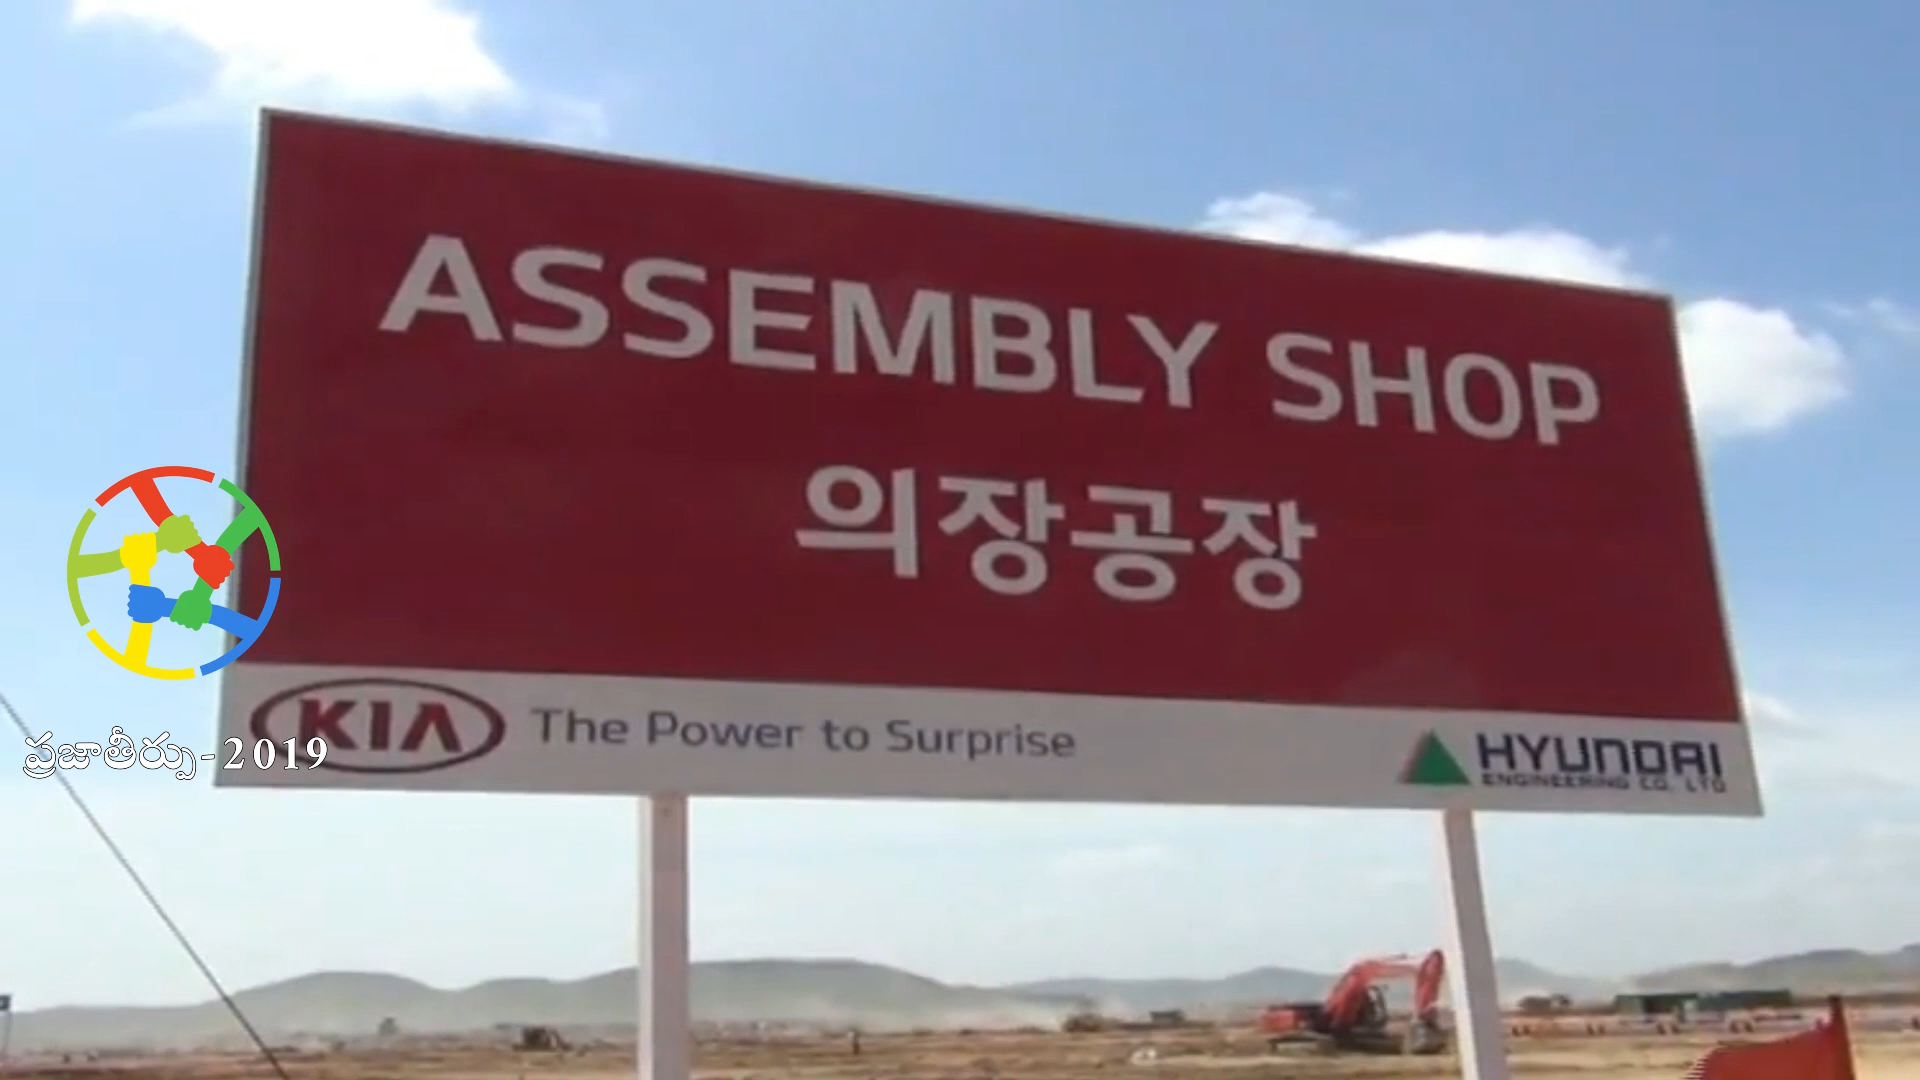 ASSEMBLY SHOP
의장공장
KIA The Power to Surprise
HYUNDAI
ENGINEERING CO. LTD
ప్రజాతీర్పు-2019